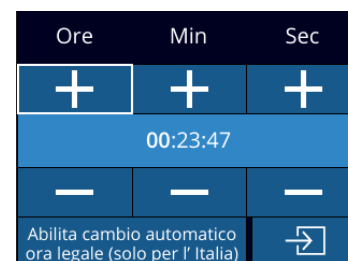 Ore Min Sec
+ + +
00:23:47
— — —
Abilita cambio automatico
ora legale (solo per l’ Italia)